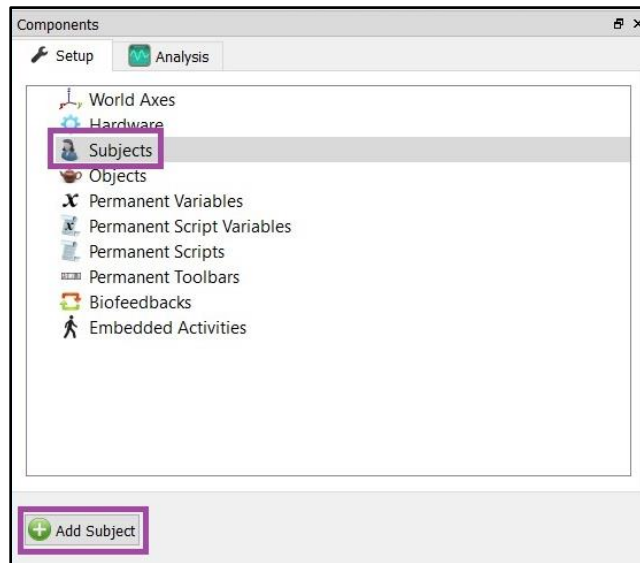 Components
Setup
Analysis
World Axes
Hardware
Subjects
Objects
Permanent Variables
Permanent Script Variables
Permanent Scripts
Permanent Toolbars
Biofeedbacks
Embedded Activities
Add Subject